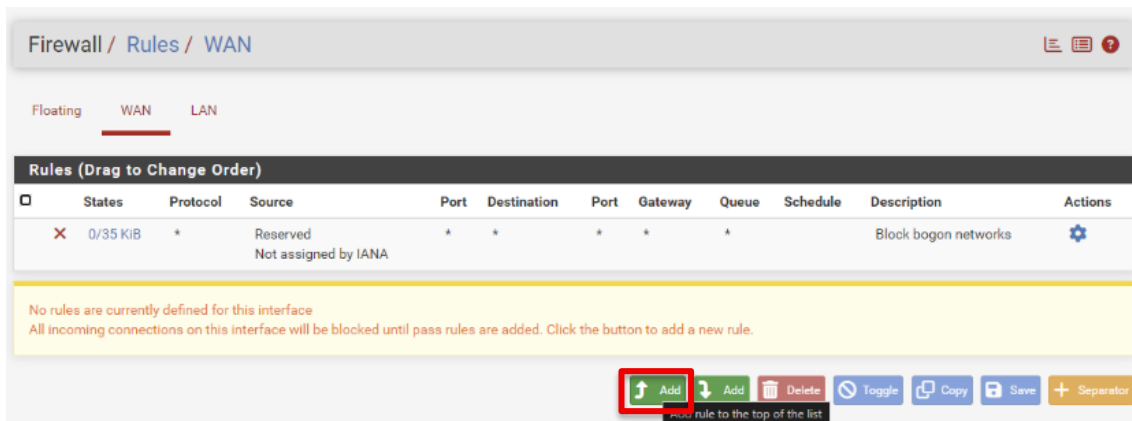 Firewall / Rules / WAN
Floating WAN LAN
Rules (Drag to Change Order)
States Protocol Source Port Destination Port Gateway Queue Schedule Description Actions
0/35 KiB * Reserved * * * * * Block bogon networks
Not assigned by IANA
No rules are currently defined for this interface
All incoming connections on this interface will be blocked until pass rules are added. Click the button to add a new rule.
Add Add Delete Toggle Copy Save Separator
Add rule to the top of the list